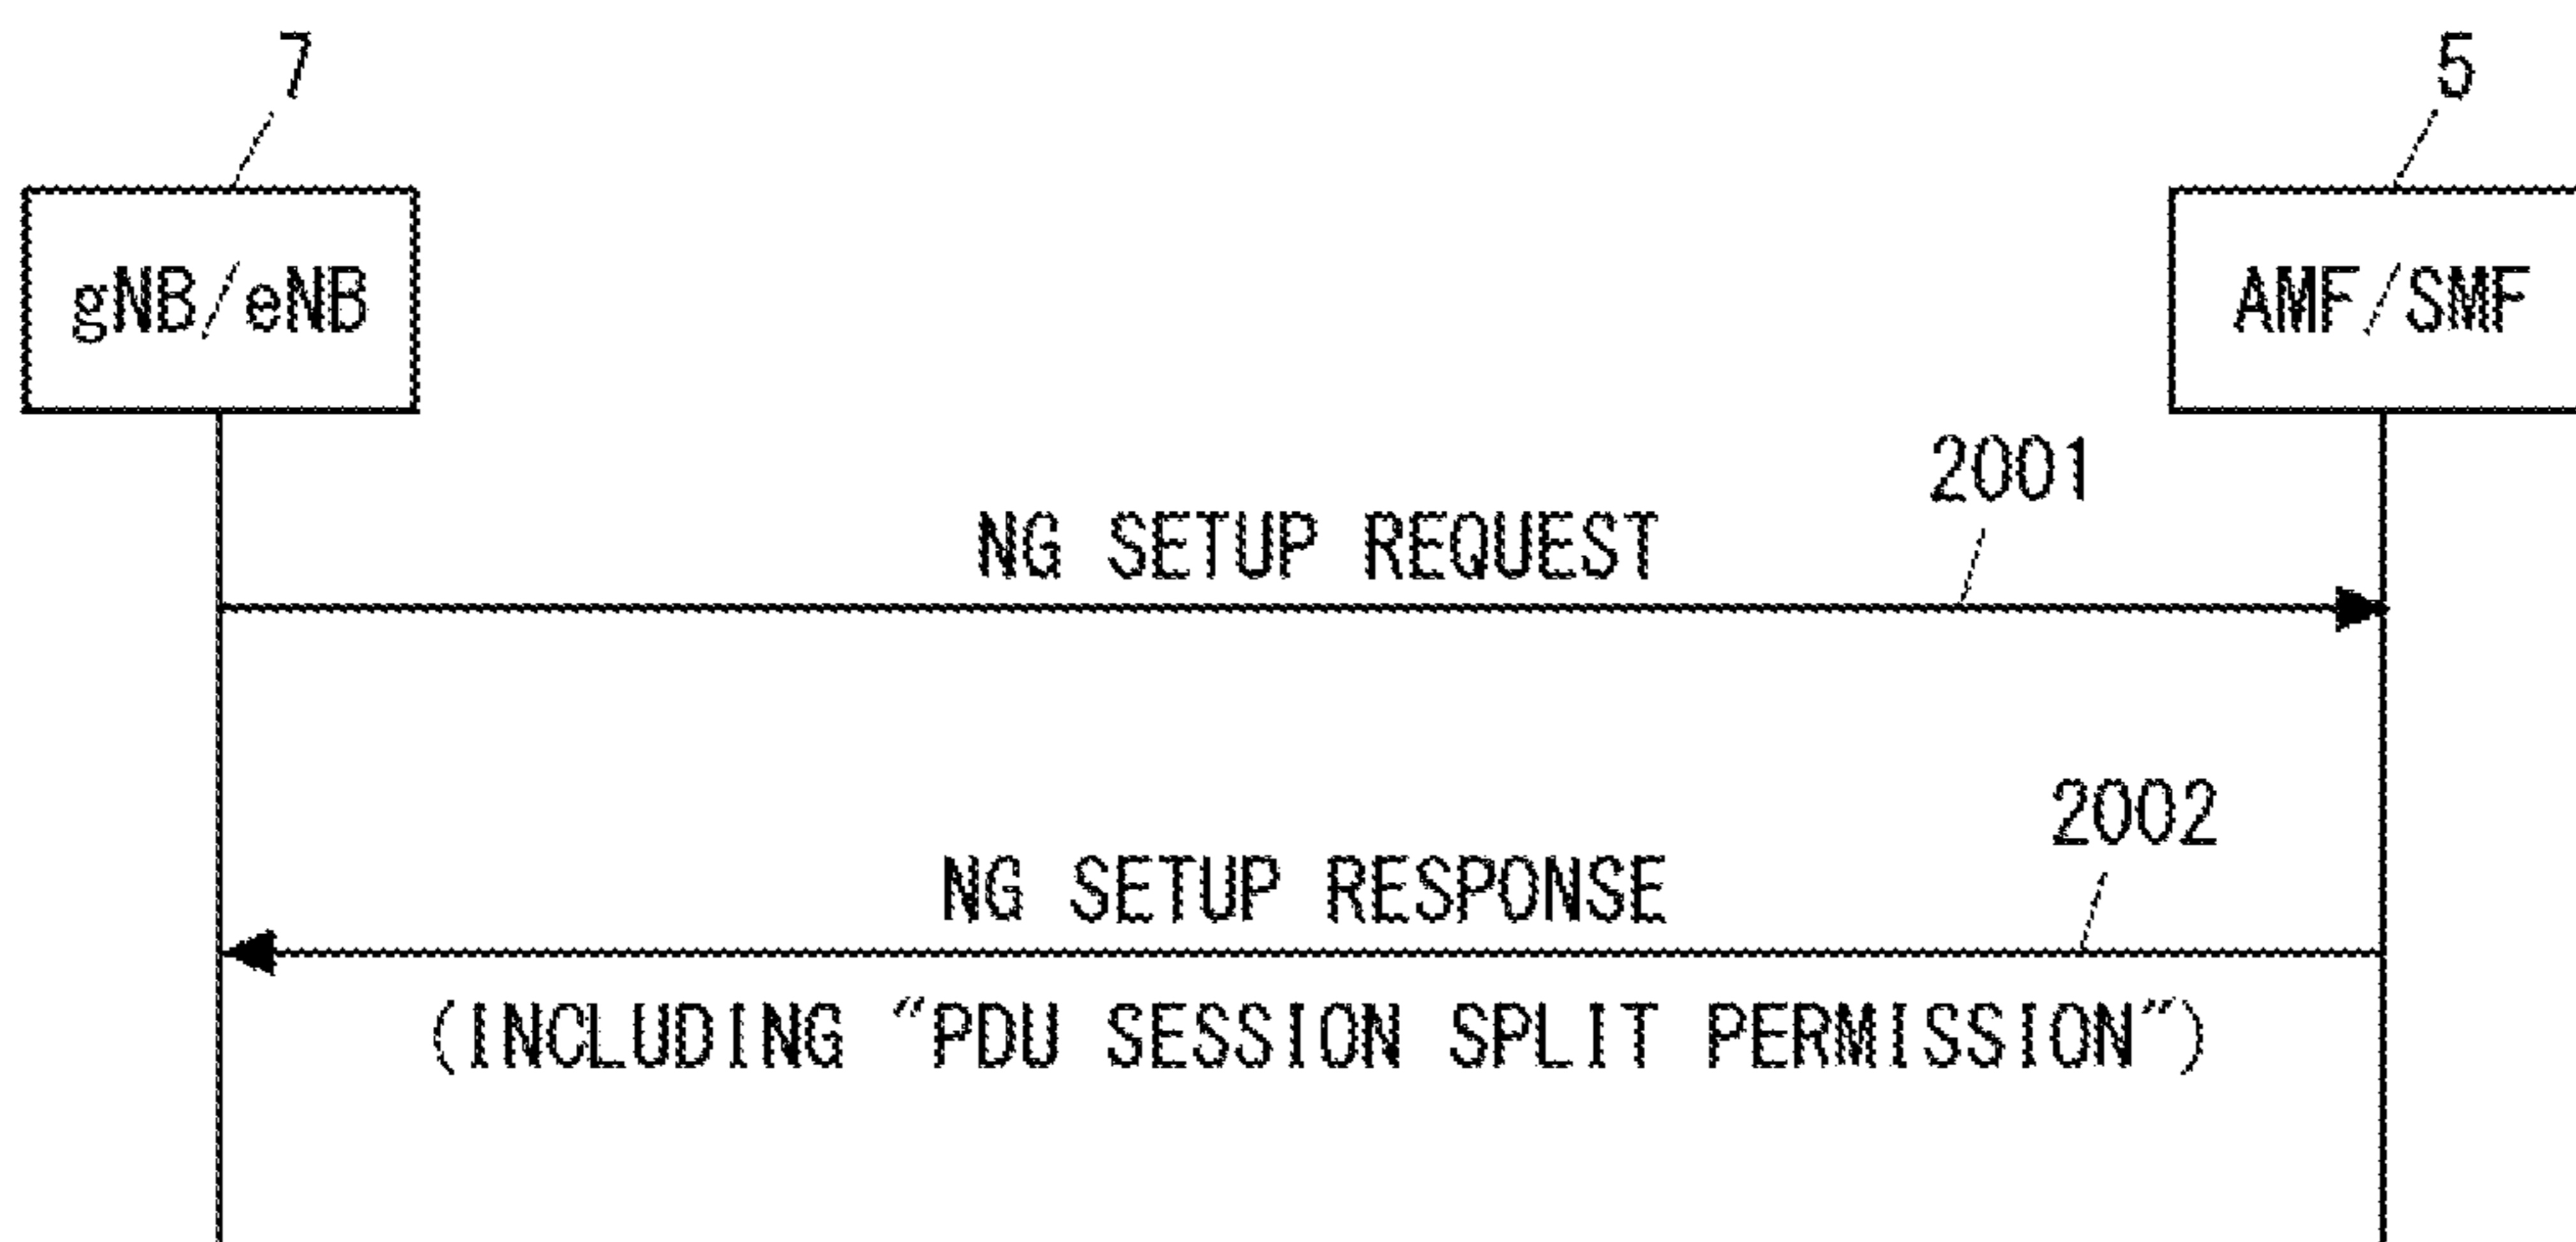 7
5
gNB/eNB
AMF/SMF
2001
NG SETUP REQUEST
2002
NG SETUP RESPONSE
(INCLUDING "PDU SESSION SPLIT PERMISSION")